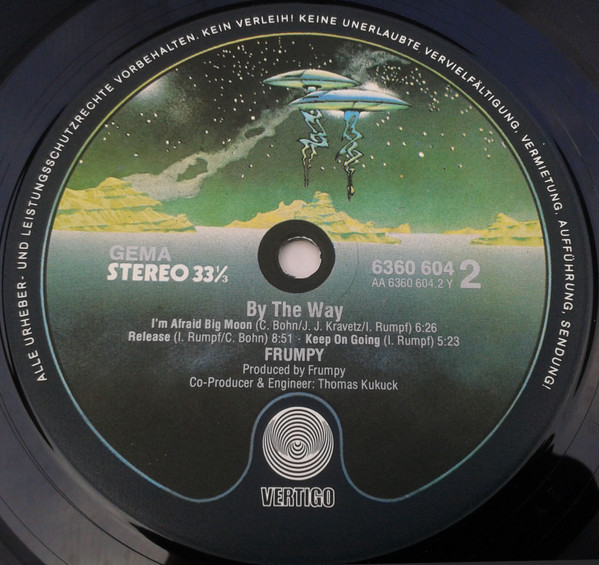 ALLE URHEBER- UND LEISTUNGSSCHUTZRECHTE VORBEHALTEN. KEIN VERLEIH! KEINE UNERLAUBTE VERVIELFÄLTIGUNG, VERMIETUNG, AUFFÜHRUNG, SENDUNG!
GEMA
STEREO 33⅓
6360 604 2
AA 6360 604.2 Y
By The Way
I'm Afraid Big Moon (C. Bohn/J. J. Kravetz/I. Rumpf) 6:26
Release (I. Rumpf/C. Bohn) 8:51 · Keep On Going (I. Rumpf) 5:23
FRUMPY
Produced by Frumpy
Co-Producer & Engineer: Thomas Kukuck
VERTIGO